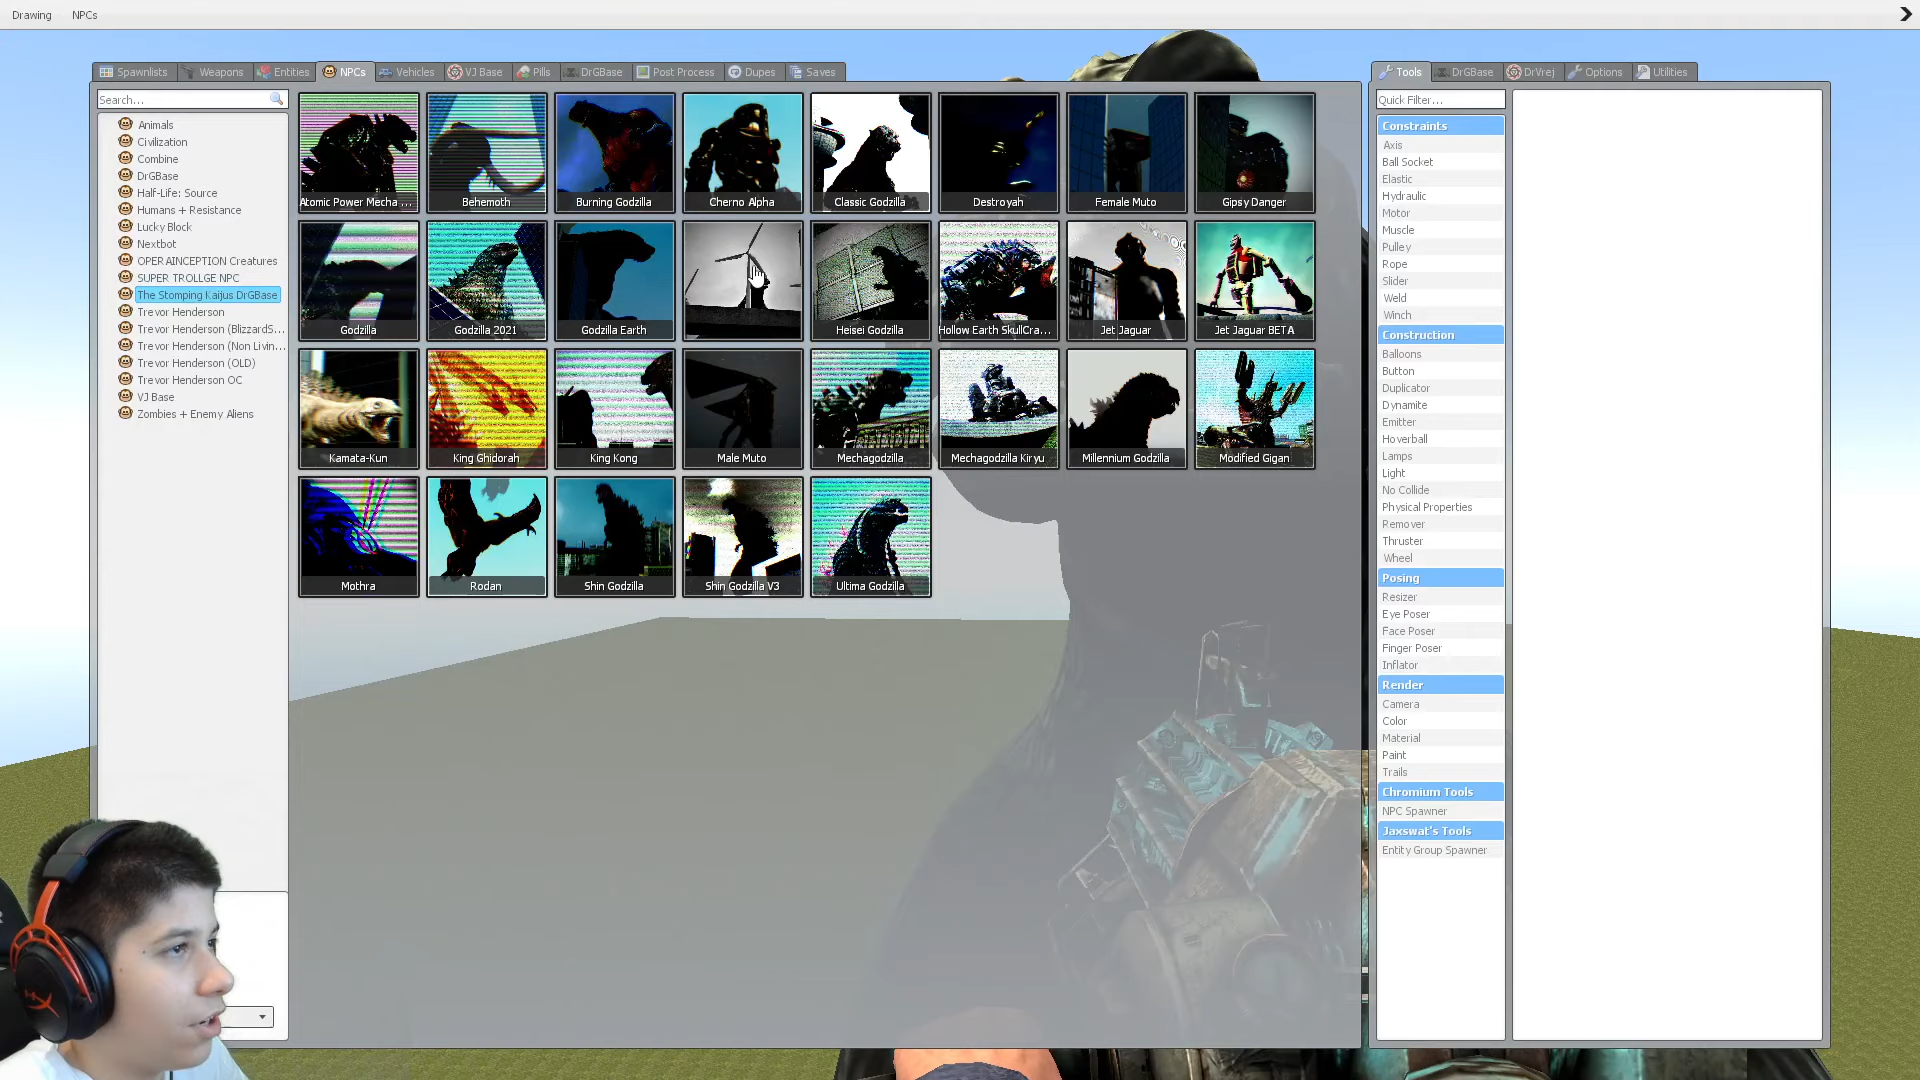 Drawing NPCs
Spawnlists Weapons Entities NPCs Vehicles VJ Base Pills DrGBase Post Process Dupes Saves
Tools DrGBase DrVrej Options Utilities
Search...
Animals
Civilization
Combine
DrGBase
Half-Life: Source
Humans + Resistance
Lucky Block
Nextbot
OPERAINCEPTION Creatures
SUPER TROLLGE NPC
The Stomping Kaijus DrGBase
Trevor Henderson
Trevor Henderson (BlizzardS...
Trevor Henderson (Non Livin...
Trevor Henderson (OLD)
Trevor Henderson OC
VJ Base
Zombies + Enemy Aliens
Atomic Power Mecha ... Behemoth Burning Godzilla Cherno Alpha Classic Godzilla Destroyah Female Muto Gipsy Danger
Godzilla Godzilla 2021 Godzilla Earth Heisei Godzilla Hollow Earth SkullCra... Jet Jaguar Jet Jaguar BETA
Kamata-Kun King Ghidorah King Kong Male Muto Mechagodzilla Mechagodzilla Kiryu Millennium Godzilla Modified Gigan
Mothra Rodan Shin Godzilla Shin Godzilla V3 Ultima Godzilla
Quick Filter...
Constraints
Axis
Ball Socket
Elastic
Hydraulic
Motor
Muscle
Pulley
Rope
Slider
Weld
Winch
Construction
Balloons
Button
Duplicator
Dynamite
Emitter
Hoverball
Lamps
Light
No Collide
Physical Properties
Remover
Thruster
Wheel
Posing
Resizer
Eye Poser
Face Poser
Finger Poser
Inflator
Render
Camera
Color
Material
Paint
Trails
Chromium Tools
NPC Spawner
Jaxswat's Tools
Entity Group Spawner